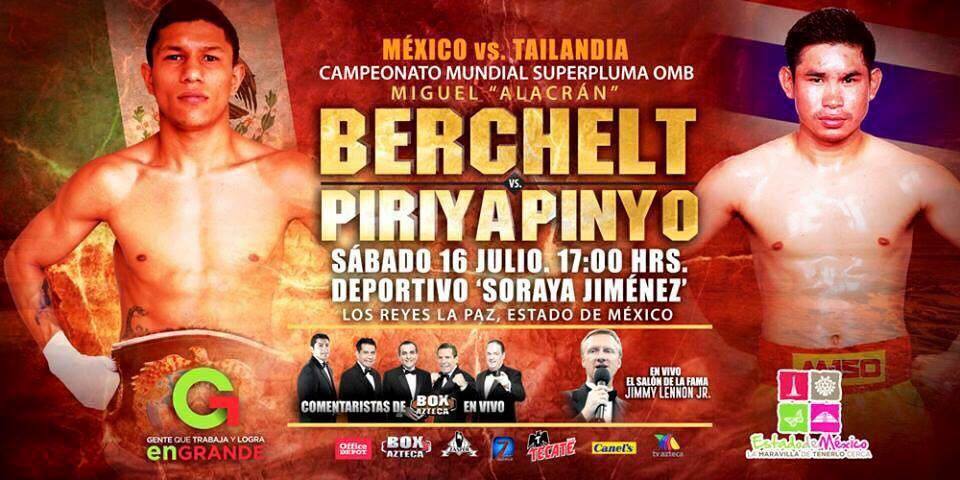 MÉXICO vs. TAILANDIA
CAMPEONATO MUNDIAL SUPERPLUMA OMB
MIGUEL "ALACRÁN"
BERCHELT
VS.
PIRIYAPINYO
SÁBADO 16 JULIO. 17:00 HRS.
DEPORTIVO 'SORAYA JIMÉNEZ'
LOS REYES LA PAZ, ESTADO DE MÉXICO
COMENTARISTAS DE BOX AZTECA EN VIVO
EN VIVO
EL SALÓN DE LA FAMA
JIMMY LENNON JR.
GENTE QUE TRABAJA Y LOGRA
enGRANDE
Office
DEPOT
BOX
AZTECA
7
TECATE
Canel's
tv azteca
Estado de México
LA MARAVILLA DE TENERLO CERCA